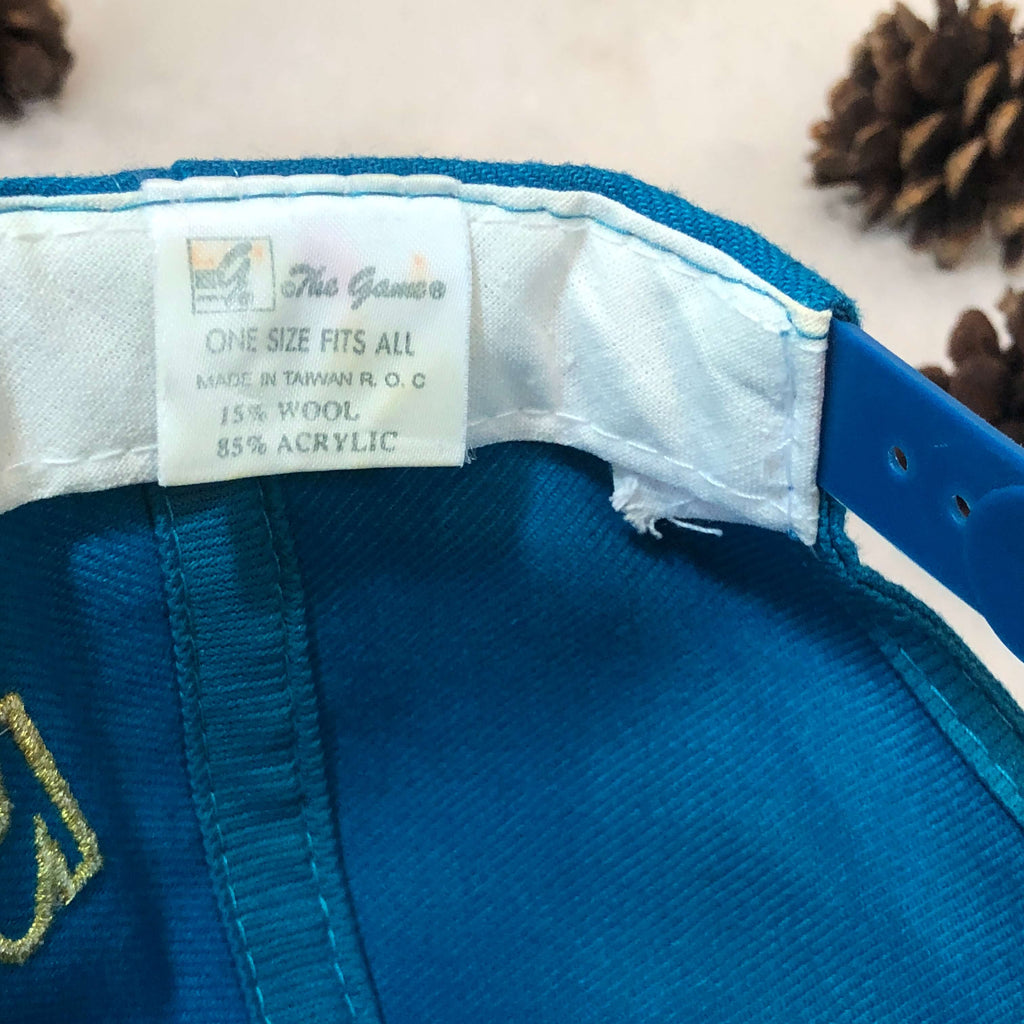 G
©The Game®
ONE SIZE FITS ALL
MADE IN TAIWAN R. O. C
15% WOOL
85% ACRYLIC